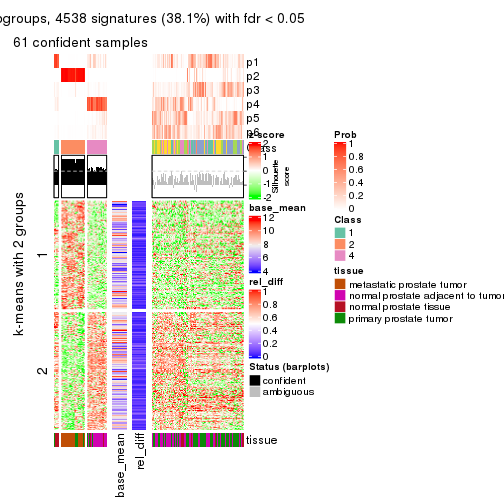 ogroups, 4538 signatures (38.1%) with fdr < 0.05
61 confident samples
p1
p2
p3
p4
p5
p6
Class
Silhouette
score
k-means with 2 groups
1
2
base_mean
rel_diff
tissue
z-score
2
1
0
-1
-2
base_mean
12
10
8
6
4
rel_diff
1
0.8
0.6
0.4
0.2
0
Status (barplots)
confident
ambiguous
Prob
1
0.8
0.6
0.4
0.2
0
Class
1
2
4
tissue
metastatic prostate tumor
normal prostate adjacent to tumor
normal prostate tissue
primary prostate tumor